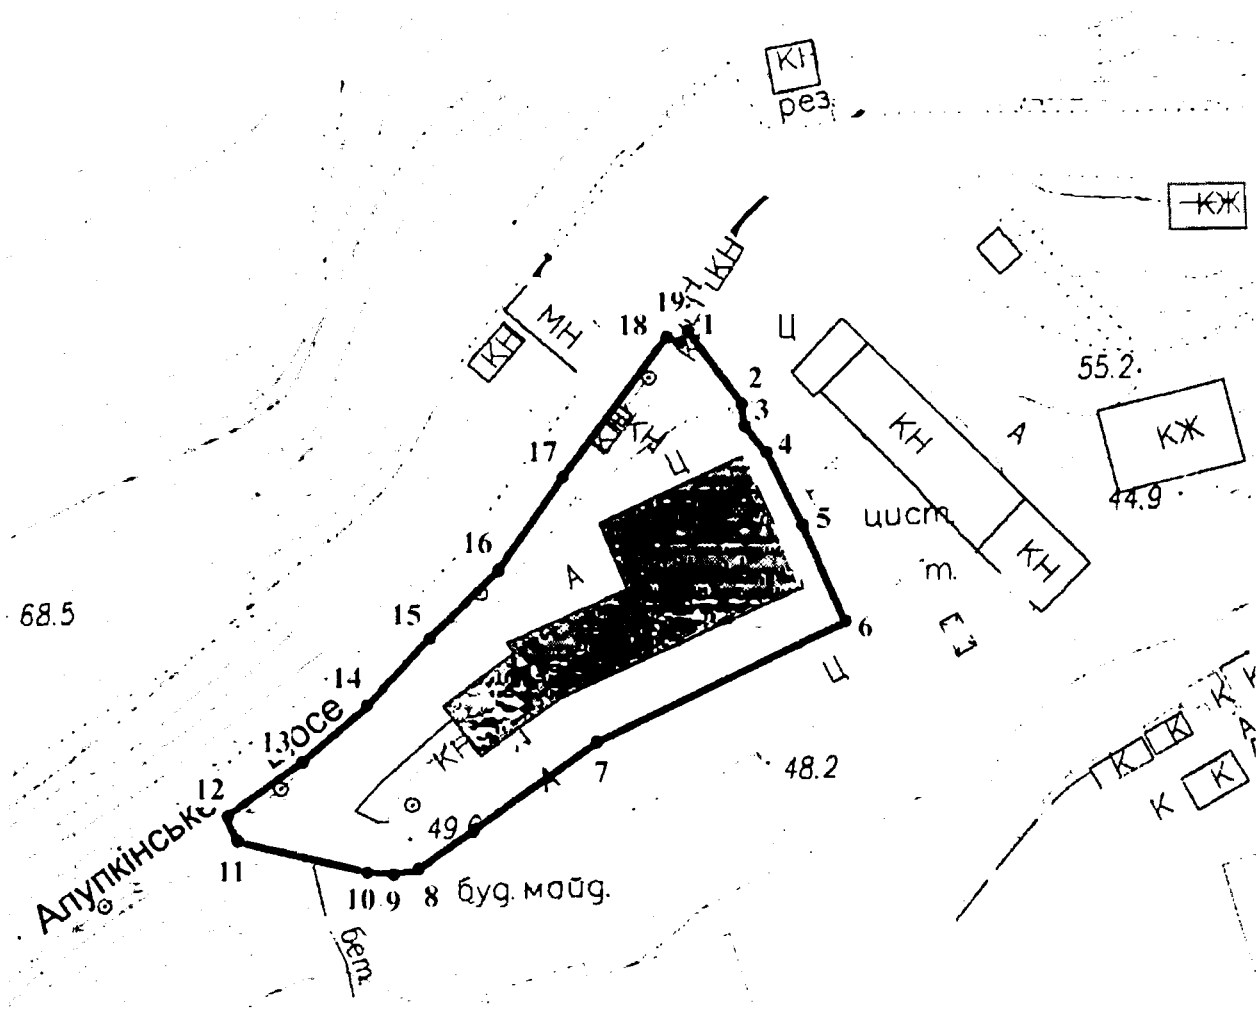 КН
рез
КЖ
КН
19
18
1
МН
КН
Ц
2
3
55.2
КН
КН
А
КЖ
4
17
Ц
44.9
5
цист.
16
А
КН
т.
68.5
15
6
Ц
14
шосе
13
К
К
К
КН
7
48.2
К
К
12
А
49.6
Алупкінське
11
10
9
8
буд. майд.
бет.